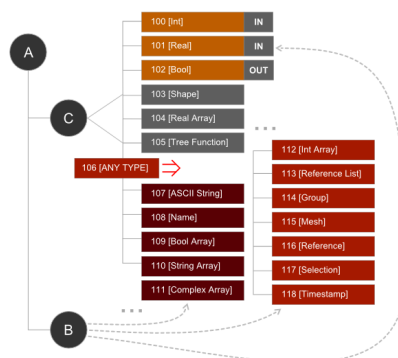 A
100 [Int] IN
101 [Real] IN
102 [Bool] OUT
C
103 [Shape]
104 [Real Array]
105 [Tree Function]
106 [ANY TYPE]
107 [ASCII String]
108 [Name]
109 [Bool Array]
110 [String Array]
111 [Complex Array]
112 [Int Array]
113 [Reference List]
114 [Group]
115 [Mesh]
116 [Reference]
117 [Selection]
118 [Timestamp]
B